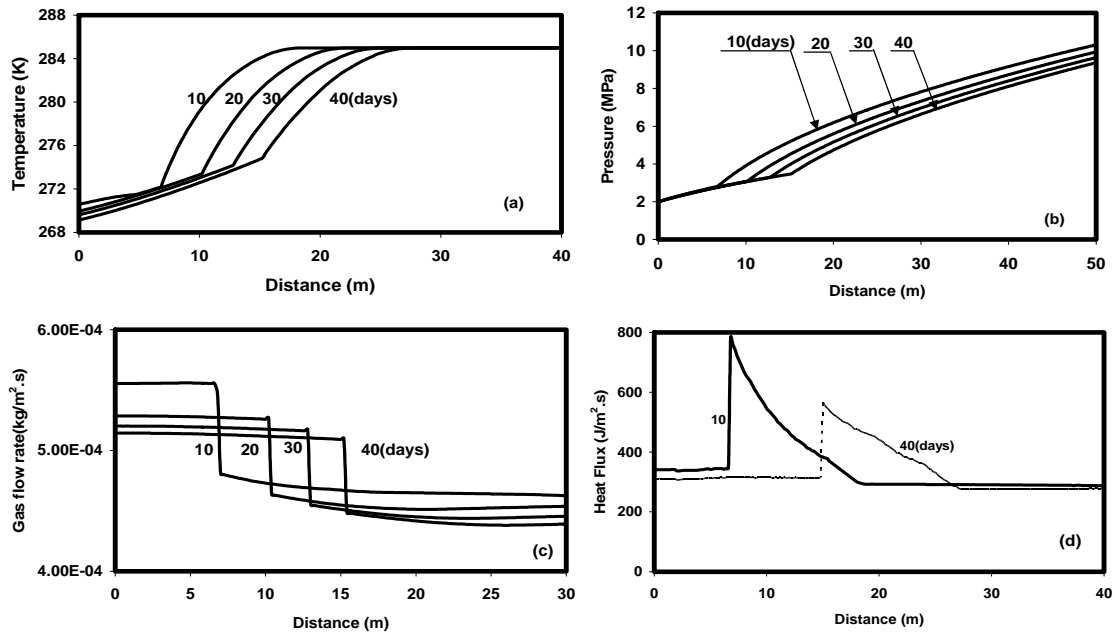 288
284
280
276
272
268
Temperature (K)
10
20
30
40(days)
(a)
0
10
20
30
40
Distance (m)
12
10
8
6
4
2
0
Pressure (MPa)
10(days)
20
30
40
(b)
0
10
20
30
40
50
Distance (m)
6.00E-04
5.00E-04
4.00E-04
Gas flow rate(kg/m².s)
10
20
30
40(days)
(c)
0
5
10
15
20
25
30
Distance (m)
800
600
400
200
0
Heat Flux (J/m².s)
10
40(days)
(d)
0
10
20
30
40
Distance (m)